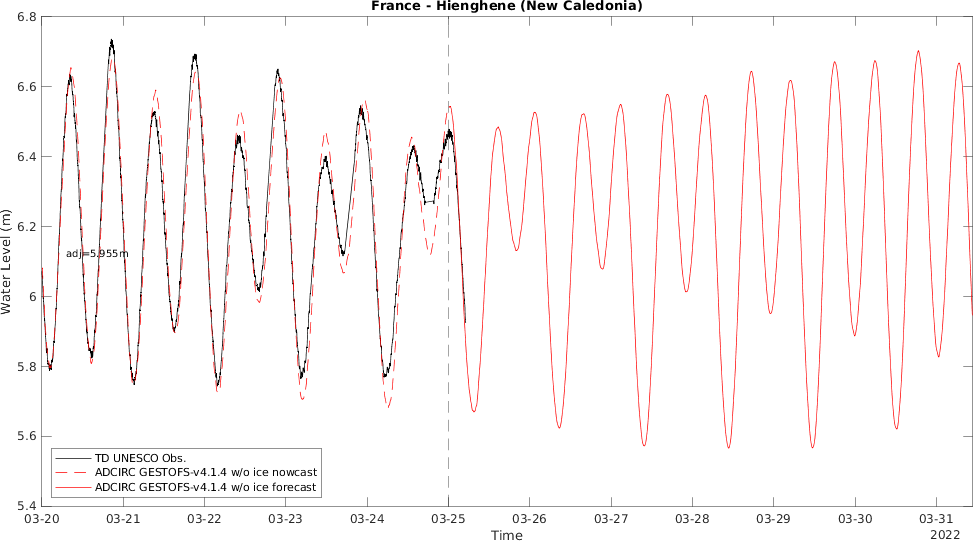 France - Hienghene (New Caledonia)
6.8
6.6
6.4
6.2
6
5.8
5.6
5.4
Water Level (m)
adj=5.955m
TD UNESCO Obs.
ADCIRC GESTOFS-v4.1.4 w/o ice nowcast
ADCIRC GESTOFS-v4.1.4 w/o ice forecast
03-20 03-21 03-22 03-23 03-24 03-25 03-26 03-27 03-28 03-29 03-30 03-31
Time
2022